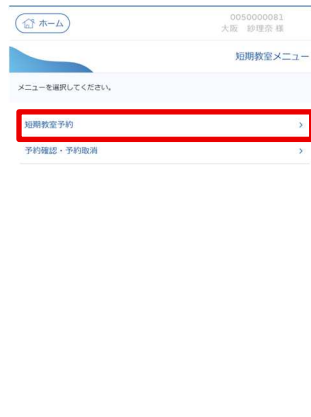 ホーム
0050000081
大阪 紗理奈 様
短期教室メニュー
メニューを選択してください。
短期教室予約
予約確認・予約取消